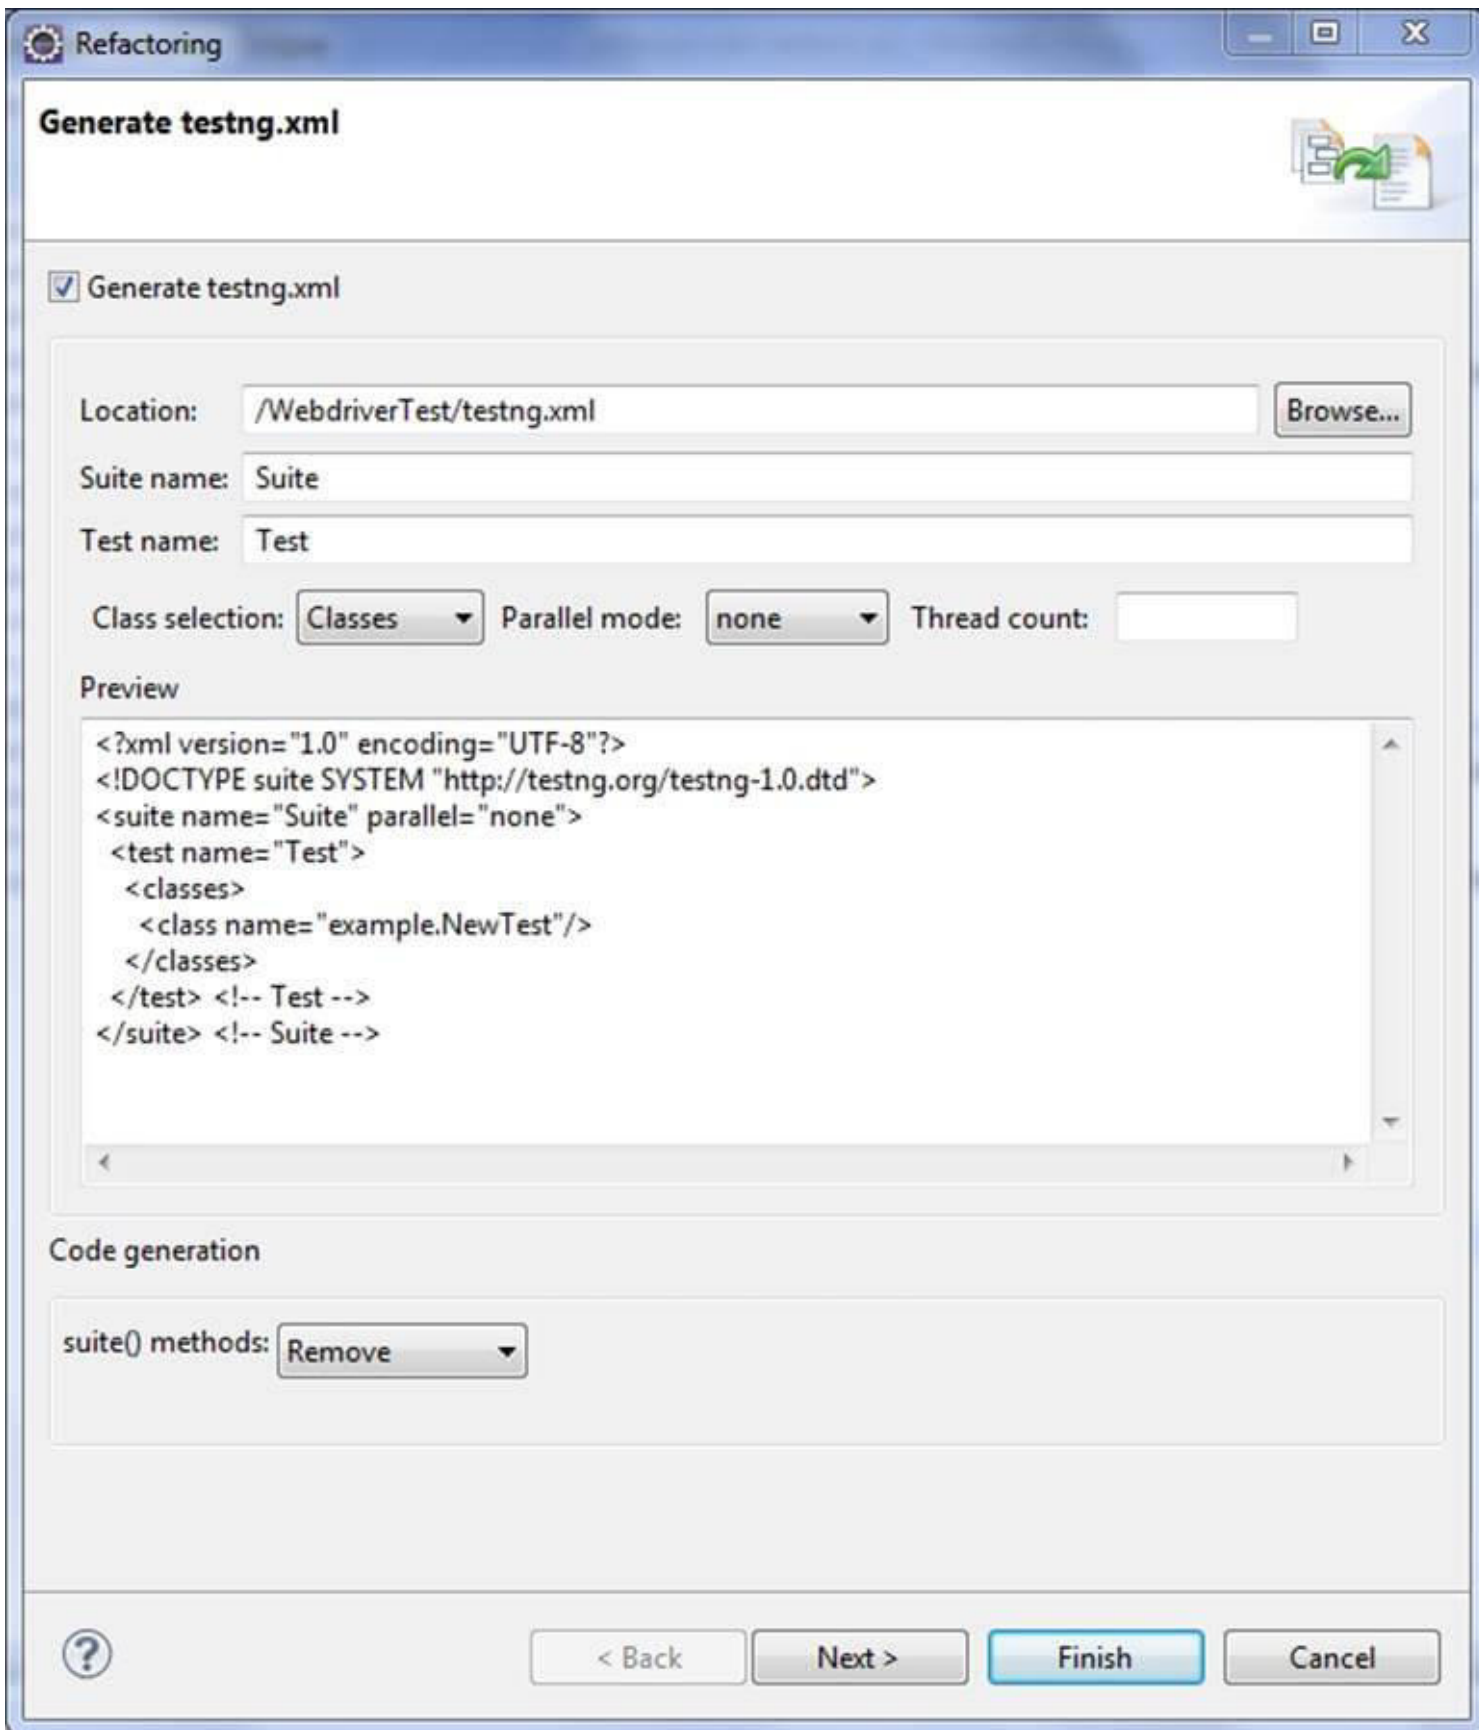 Refactoring
Generate testng.xml
Generate testng.xml
Location: /WebdriverTest/testng.xml Browse...
Suite name: Suite
Test name: Test
Class selection: Classes Parallel mode: none Thread count:
Preview
<?xml version="1.0" encoding="UTF-8"?>
<!DOCTYPE suite SYSTEM "http://testng.org/testng-1.0.dtd">
<suite name="Suite" parallel="none">
<test name="Test">
<classes>
<class name="example.NewTest"/>
</classes>
</test> <!-- Test -->
</suite> <!-- Suite -->
Code generation
suite() methods: Remove
? < Back Next > Finish Cancel